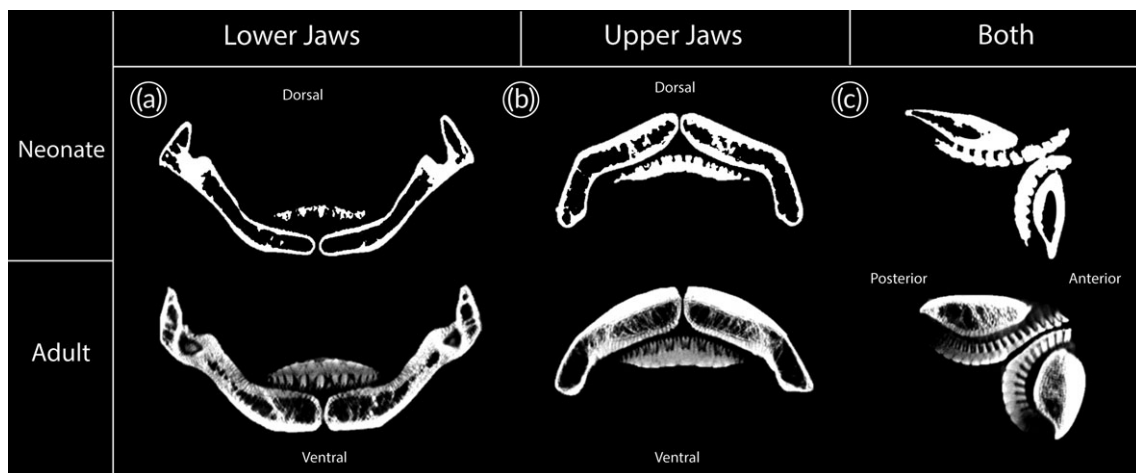 Lower Jaws
Upper Jaws
Both
Neonate
(a)
Dorsal
(b)
Dorsal
(c)
Adult
Posterior
Anterior
Ventral
Ventral